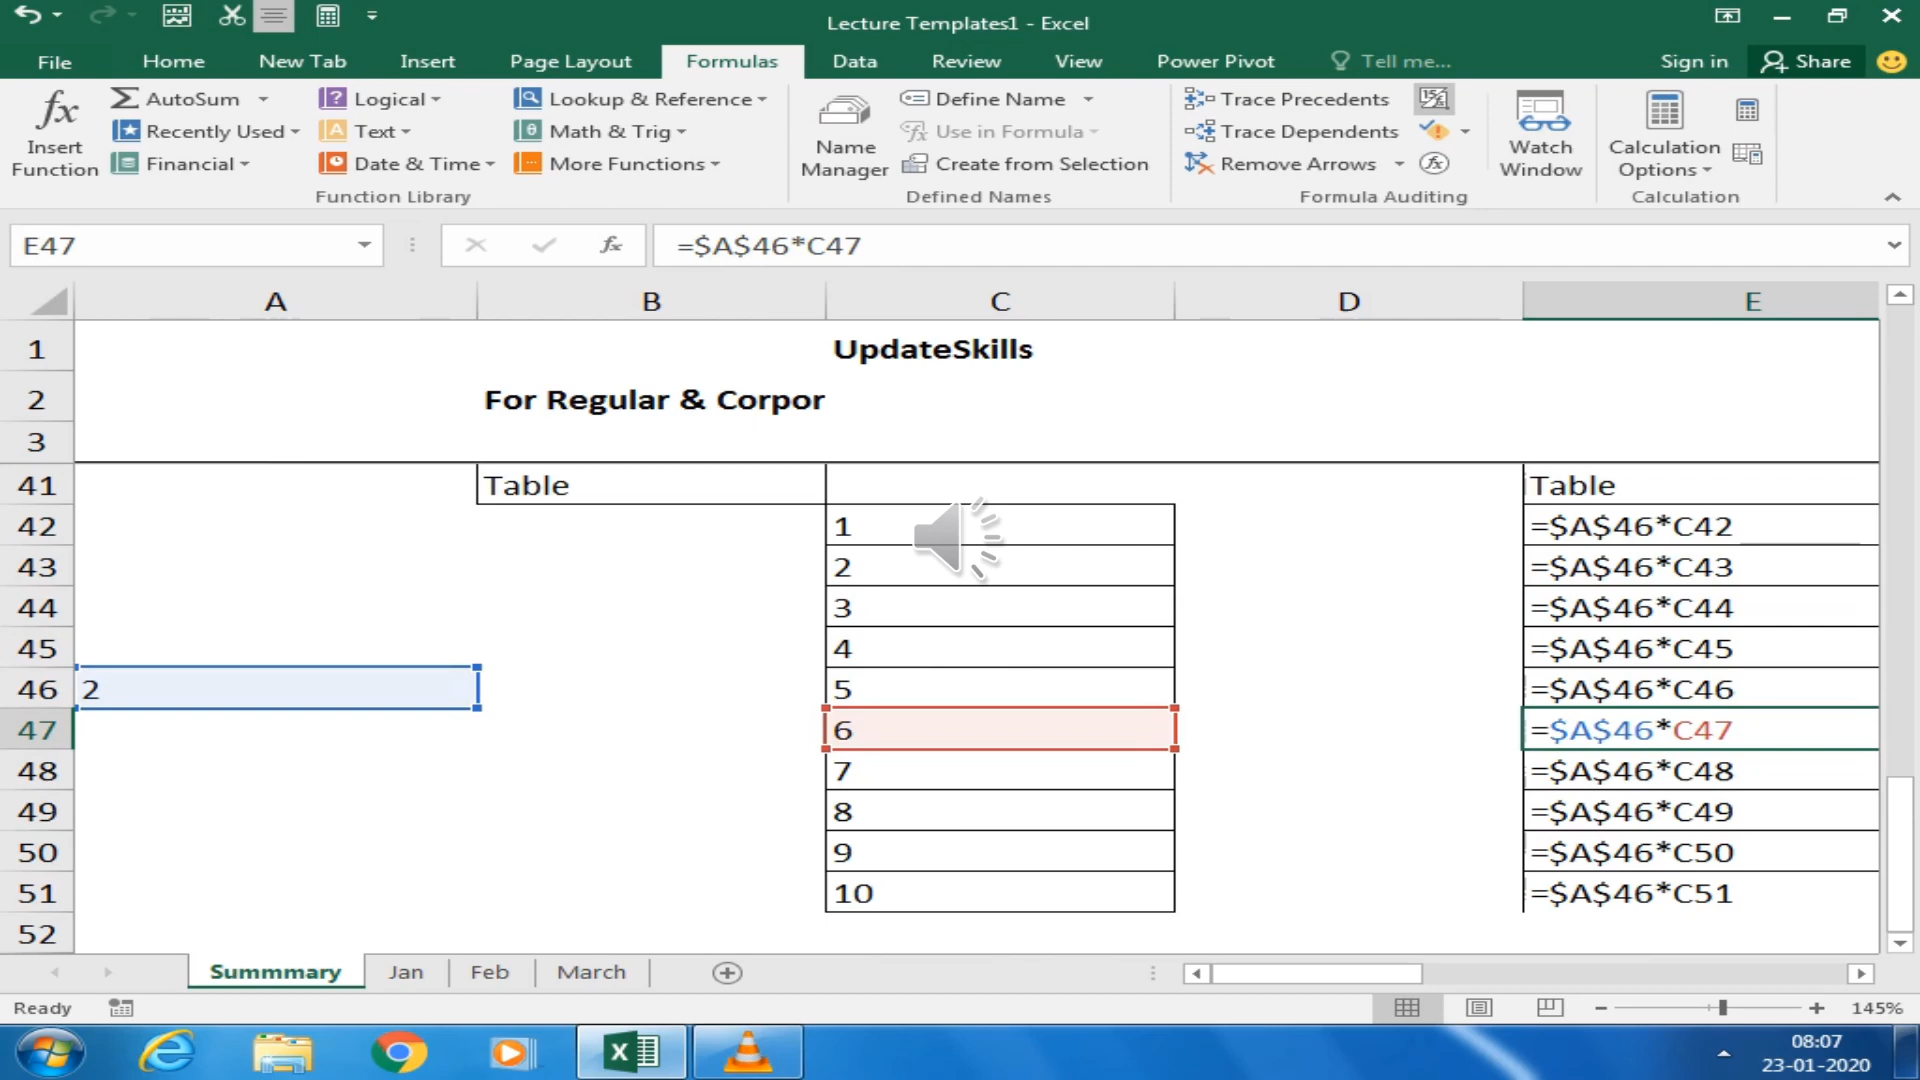 Lecture Templates1 - Excel
File Home New Tab Insert Page Layout Formulas Data Review View Power Pivot Tell me... Sign in Share
fx Insert Function
AutoSum
Recently Used
Financial
Logical
Text
Date & Time
Lookup & Reference
Math & Trig
More Functions
Function Library
Name Manager
Define Name
Use in Formula
Create from Selection
Defined Names
Trace Precedents
Trace Dependents
Remove Arrows
Formula Auditing
Watch Window
Calculation Options
Calculation
E47 fx =$A$46*C47
A B C D E
1 UpdateSkills
2 For Regular & Corpor
3
41 Table Table
42 1 =$A$46*C42
43 2 =$A$46*C43
44 3 =$A$46*C44
45 4 =$A$46*C45
46 2 5 =$A$46*C46
47 6 =$A$46*C47
48 7 =$A$46*C48
49 8 =$A$46*C49
50 9 =$A$46*C50
51 10 =$A$46*C51
52
Summmary Jan Feb March
Ready 145%
08:07
23-01-2020